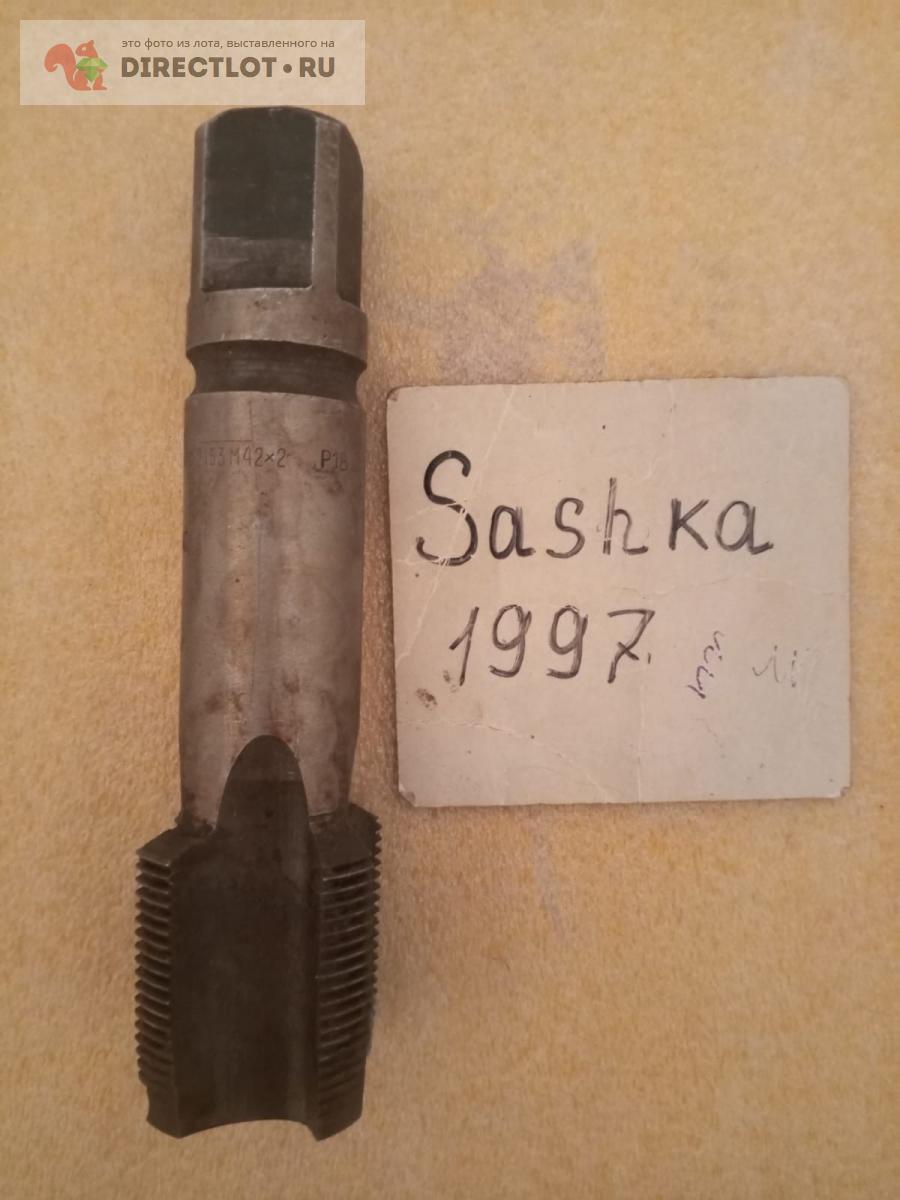 это фото из лота, выставленного на
DIRECTLOT•RU
М42×2 Р18
Sashka
1997